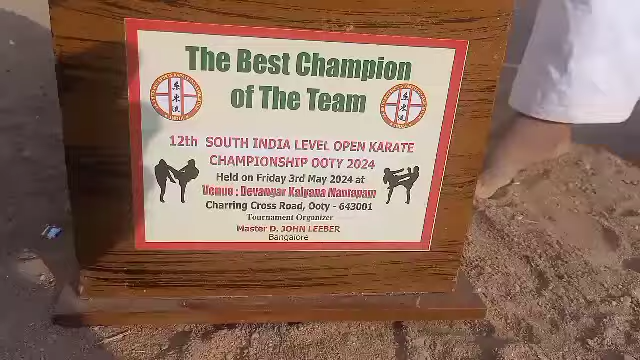 The Best Champion
of The Team
12th SOUTH INDIA LEVEL OPEN KARATE
CHAMPIONSHIP OOTY 2024
Held on Friday 3rd May 2024 at
Venue : Devangar Kalyana Mantapam
Charring Cross Road, Ooty - 643001
Tournament Organizer
Master D. JOHN LEEBER
Bangalore